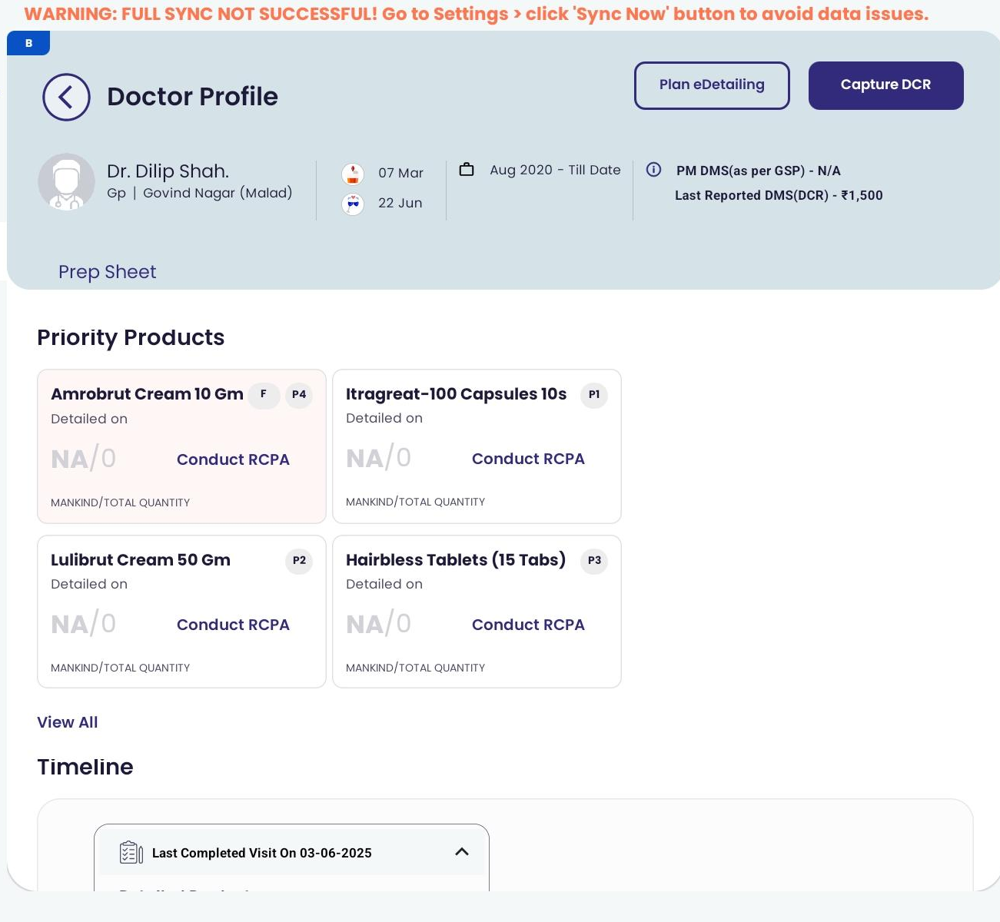 WARNING: FULL SYNC NOT SUCCESSFUL! Go to Settings > click 'Sync Now' button to avoid data issues.
B
Doctor Profile
Plan eDetailing
Capture DCR
Dr. Dilip Shah.
Gp | Govind Nagar (Malad)
07 Mar
22 Jun
Aug 2020 - Till Date
PM DMS(as per GSP) - N/A
Last Reported DMS(DCR) - ₹1,500
Prep Sheet
Priority Products
Amrobrut Cream 10 Gm F P4
Detailed on
NA/0 Conduct RCPA
MANKIND/TOTAL QUANTITY
Itragreat-100 Capsules 10s P1
Detailed on
NA/0 Conduct RCPA
MANKIND/TOTAL QUANTITY
Lulibrut Cream 50 Gm P2
Detailed on
NA/0 Conduct RCPA
MANKIND/TOTAL QUANTITY
Hairbless Tablets (15 Tabs) P3
Detailed on
NA/0 Conduct RCPA
MANKIND/TOTAL QUANTITY
View All
Timeline
Last Completed Visit On 03-06-2025